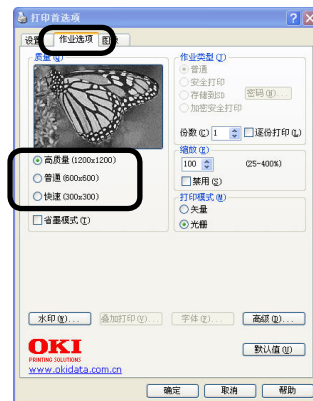 打印首选项
设置 作业选项 图像
质量(Q)
高质量(1200x1200)
普通(600x600)
快速(300x300)
省墨模式(T)
作业类型(J)
普通
安全打印
存储到SD
加密安全打印
密码(N)...
份数(C) 1 逐份打印(L)
缩放(E)
100 (25-400%)
禁用(S)
打印模式(M)
矢量
光栅
水印(K)... 叠加打印(V)... 字体(F)... 高级(D)...
OKI
PRINTING SOLUTIONS
www.okidata.com.cn
默认值(U)
确定 取消 帮助